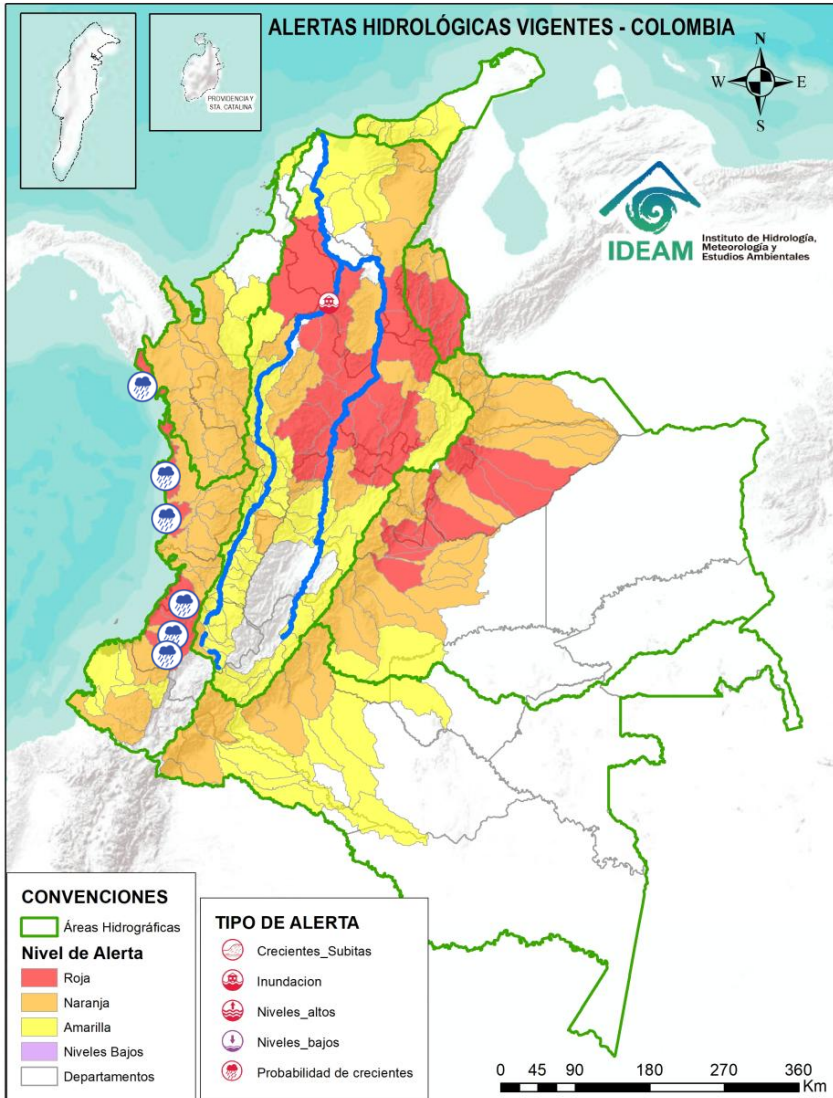 ALERTAS HIDROLÓGICAS VIGENTES - COLOMBIA
PROVIDENCIA Y
STA. CATALINA
N
W
E
S
IDEAM
Instituto de Hidrología,
Meteorología y
Estudios Ambientales
CONVENCIONES
Áreas Hidrográficas
Nivel de Alerta
Roja
Naranja
Amarilla
Niveles Bajos
Departamentos
TIPO DE ALERTA
Crecientes_Subitas
Inundacion
Niveles_altos
Niveles_bajos
Probabilidad de crecientes
0 45 90 180 270 360
Km